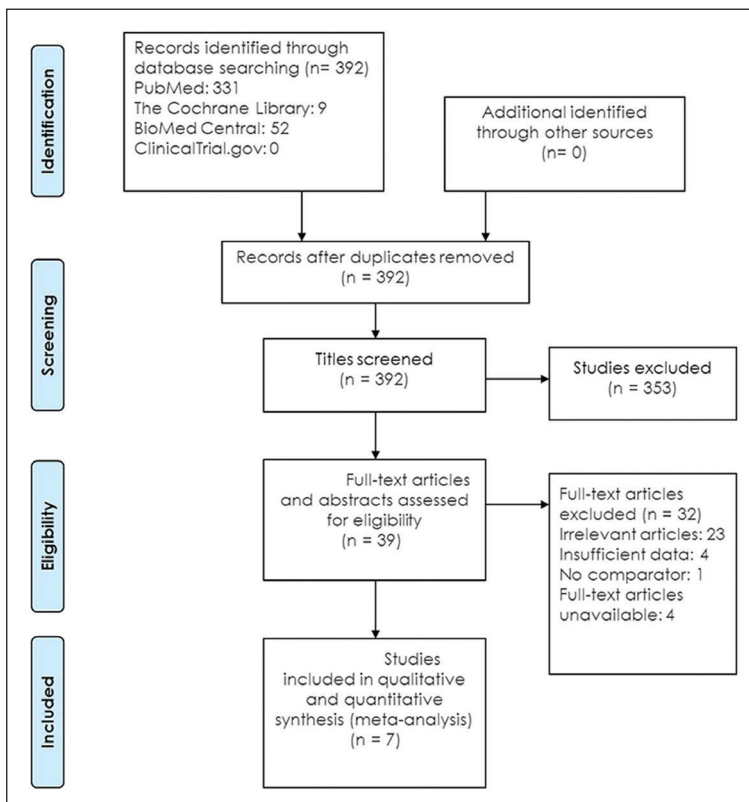 Identification
Records identified through
database searching (n= 392)
PubMed: 331
The Cochrane Library: 9
BioMed Central: 52
ClinicalTrial.gov: 0
Additional identified
through other sources
(n= 0)
Records after duplicates removed
(n = 392)
Screening
Titles screened
(n = 392)
Studies excluded
(n = 353)
Eligibility
Full-text articles
and abstracts assessed
for eligibility
(n = 39)
Full-text articles
excluded (n = 32)
Irrelevant articles: 23
Insufficient data: 4
No comparator: 1
Full-text articles
unavailable: 4
Included
Studies
included in qualitative
and quantitative
synthesis (meta-analysis)
(n = 7)